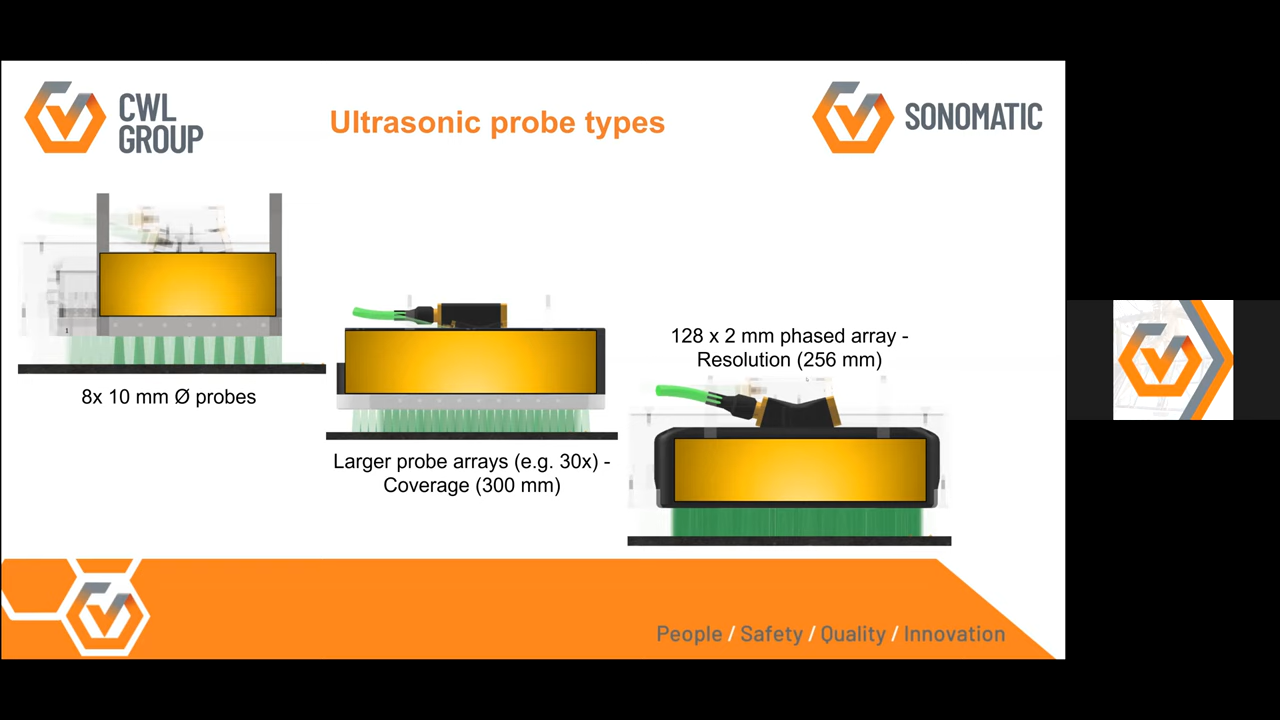 CWL
GROUP
Ultrasonic probe types
SONOMATIC
8x 10 mm Ø probes
Larger probe arrays (e.g. 30x) -
Coverage (300 mm)
128 x 2 mm phased array -
Resolution (256 mm)
People / Safety / Quality / Innovation